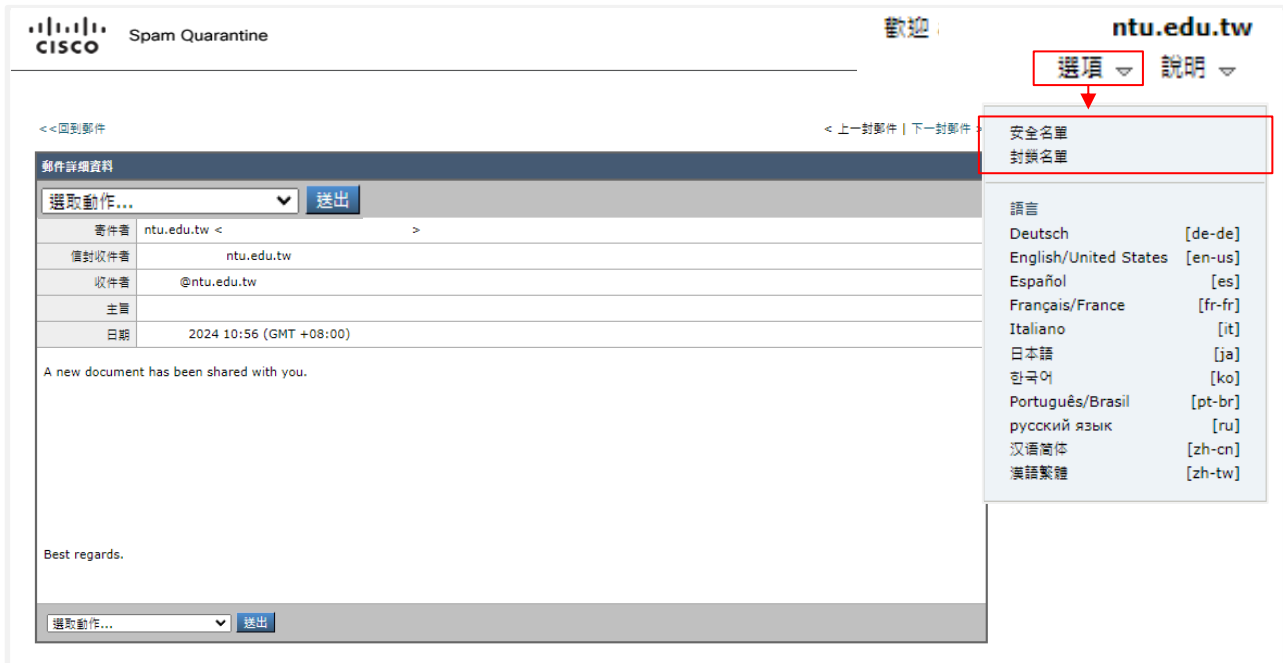 CISCO Spam Quarantine
歡迎 ntu.edu.tw
選項 說明
<<回到郵件 < 上一封郵件 | 下一封郵件 >
安全名單
封鎖名單
郵件詳細資料
選取動作... 送出
寄件者 ntu.edu.tw < >
信封收件者 ntu.edu.tw
收件者 @ntu.edu.tw
主旨
日期 2024 10:56 (GMT +08:00)
A new document has been shared with you.
Best regards.
選取動作... 送出
語言
Deutsch [de-de]
English/United States [en-us]
Español [es]
Français/France [fr-fr]
Italiano [it]
日本語 [ja]
한국어 [ko]
Português/Brasil [pt-br]
русский язык [ru]
汉语简体 [zh-cn]
漢語繁體 [zh-tw]